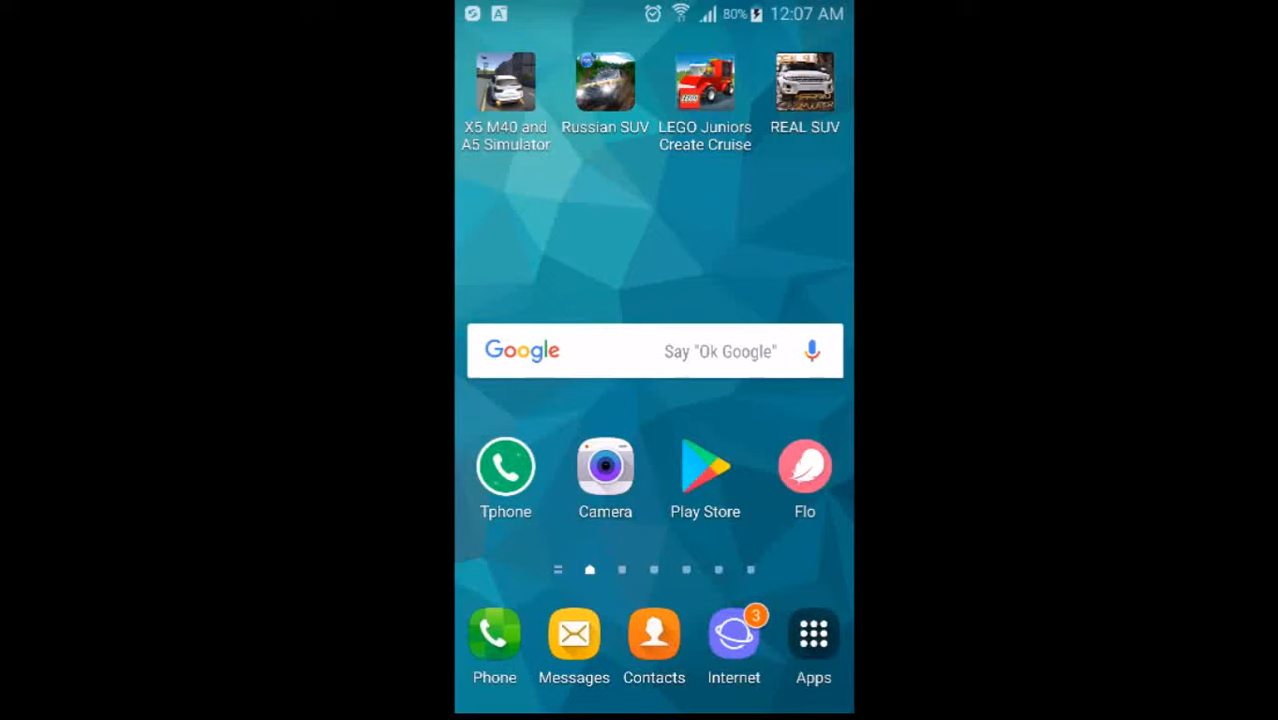 80% 12:07 AM
X5 M40 and
A5 Simulator
Russian SUV
LEGO
LEGO Juniors
Create Cruise
REAL SUV
Google Say "Ok Google"
Tphone Camera Play Store Flo
3
Phone Messages Contacts Internet Apps